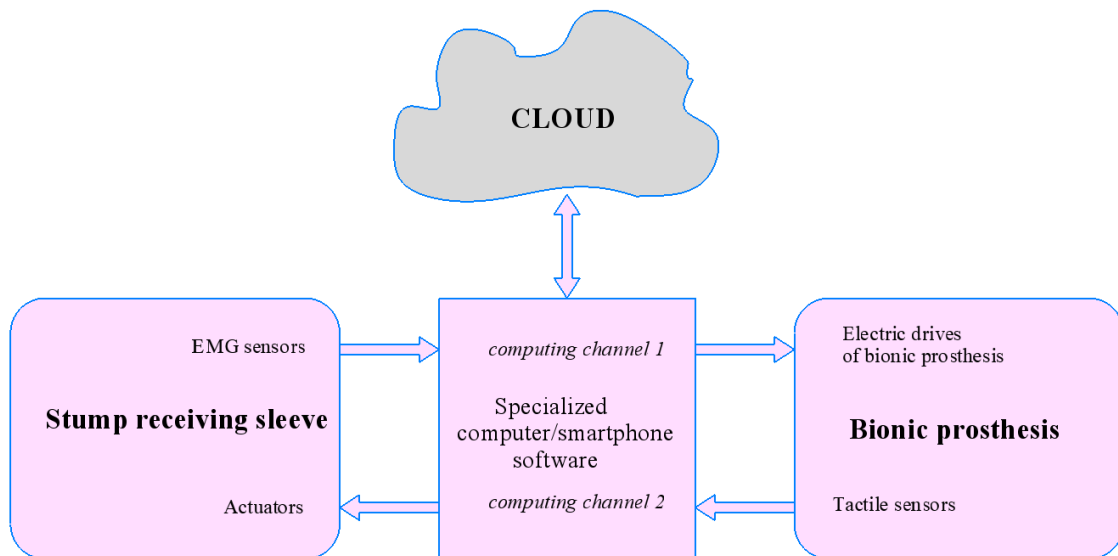 CLOUD
EMG sensors
Stump receiving sleeve
Actuators
computing channel 1
Specialized
computer/smartphone
software
computing channel 2
Electric drives
of bionic prosthesis
Bionic prosthesis
Tactile sensors